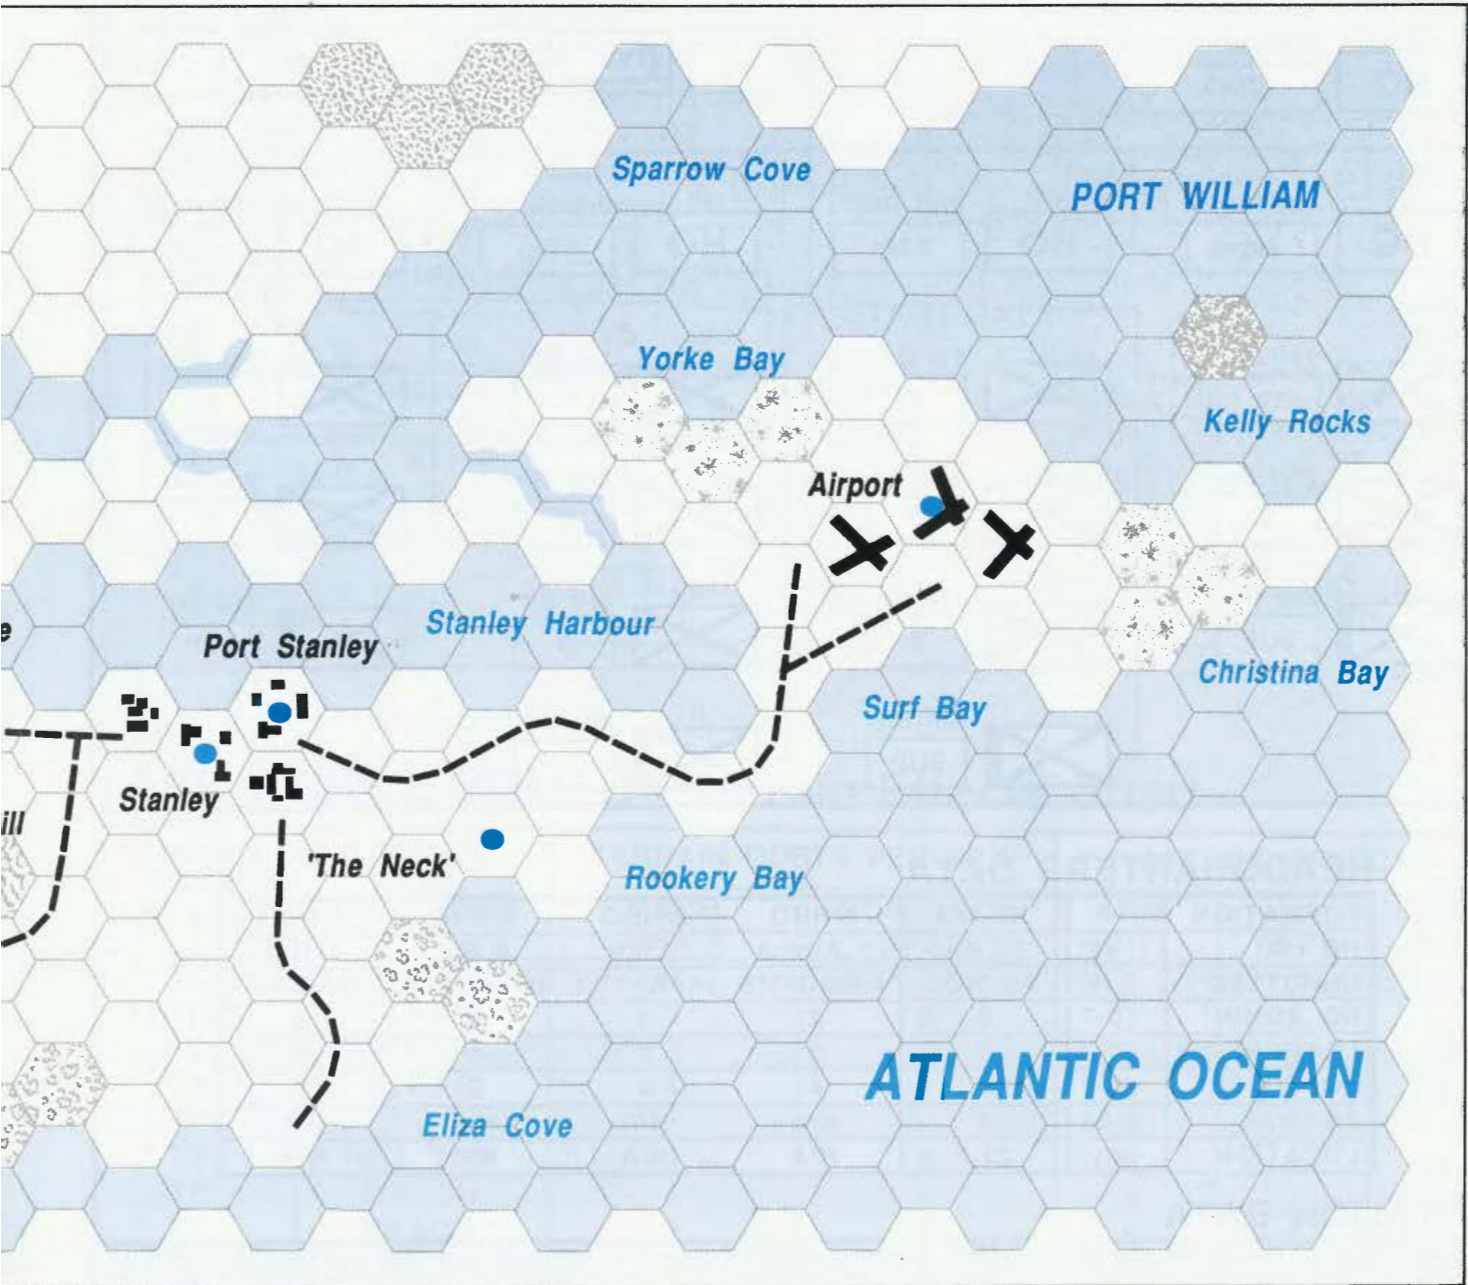 Sparrow Cove
PORT WILLIAM
Yorke Bay
Kelly Rocks
Airport
Stanley Harbour
Port Stanley
Christina Bay
Surf Bay
Stanley
ill
'The Neck'
Rookery Bay
ATLANTIC OCEAN
Eliza Cove